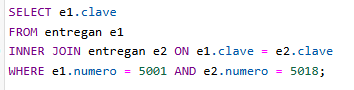 SELECT e1.clave
FROM entregan e1
INNER JOIN entregan e2 ON e1.clave = e2.clave
WHERE e1.numero = 5001 AND e2.numero = 5018;